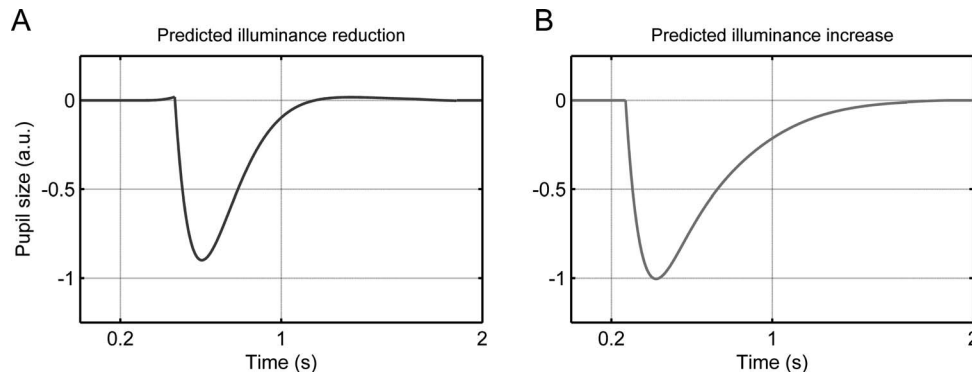 A
Predicted illuminance reduction
Pupil size (a.u.)
0
-0.5
-1
0.2 1 2
Time (s)
B
Predicted illuminance increase
0
-0.5
-1
0.2 1 2
Time (s)